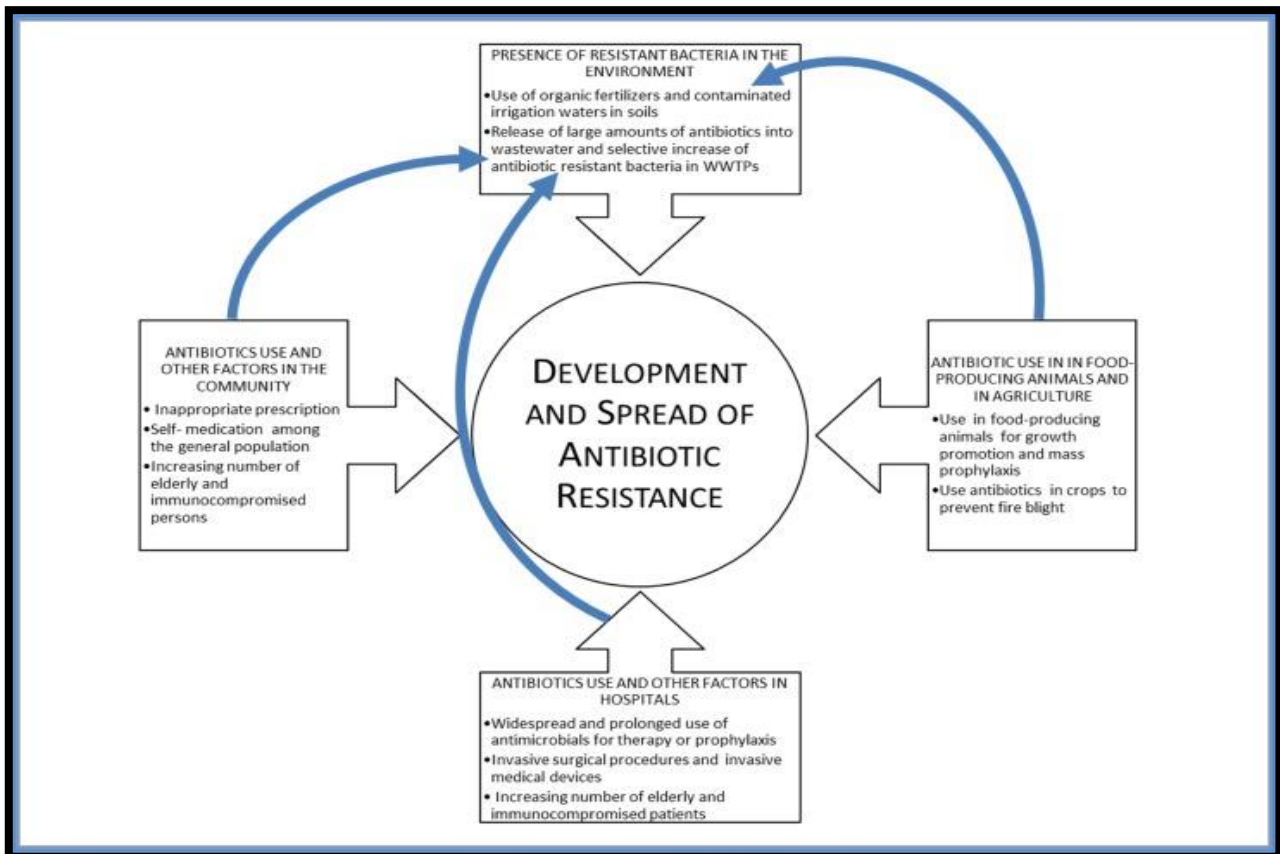 PRESENCE OF RESISTANT BACTERIA IN THE
ENVIRONMENT
•Use of organic fertilizers and contaminated
irrigation waters in soils
•Release of large amounts of antibiotics into
wastewater and selective increase of
antibiotic resistant bacteria in WWTPs
ANTIBIOTICS USE AND
OTHER FACTORS IN THE
COMMUNITY
• Inappropriate prescription
•Self- medication among
the general population
•Increasing number of
elderly and
immunocompromised
persons
DEVELOPMENT
AND SPREAD OF
ANTIBIOTIC
RESISTANCE
ANTIBIOTIC USE IN IN FOOD-
PRODUCING ANIMALS AND
IN AGRICULTURE
•Use in food-producing
animals for growth
promotion and mass
prophylaxis
•Use antibiotics in crops to
prevent fire blight
ANTIBIOTICS USE AND OTHER FACTORS IN
HOSPITALS
•Widespread and prolonged use of
antimicrobials for therapy or prophylaxis
•Invasive surgical procedures and invasive
medical devices
• Increasing number of elderly and
immunocompromised patients